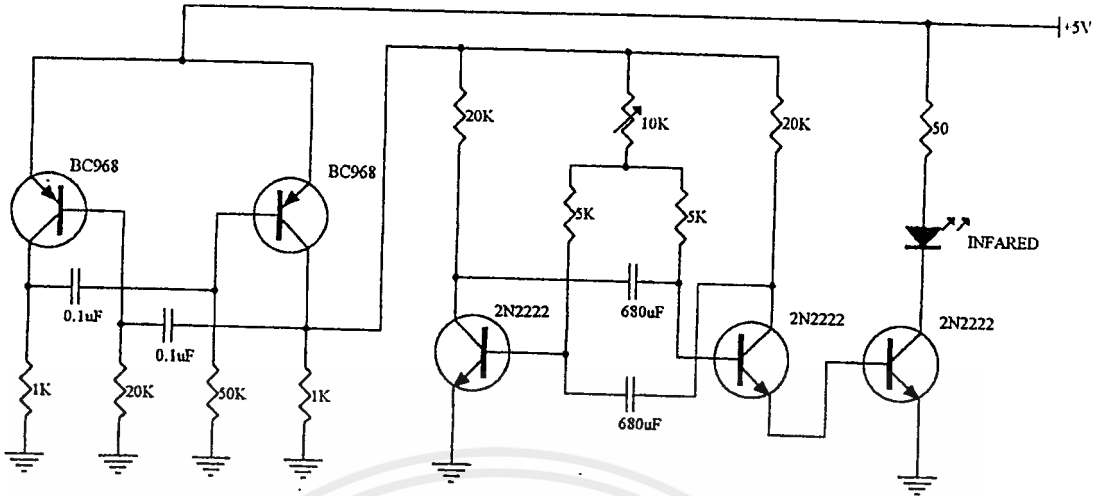 +5V
20K
10K
20K
50
BC968
BC968
5K
5K
INFARED
0.1uF
680uF
2N2222
2N2222
2N2222
0.1uF
1K
20K
50K
1K
680uF